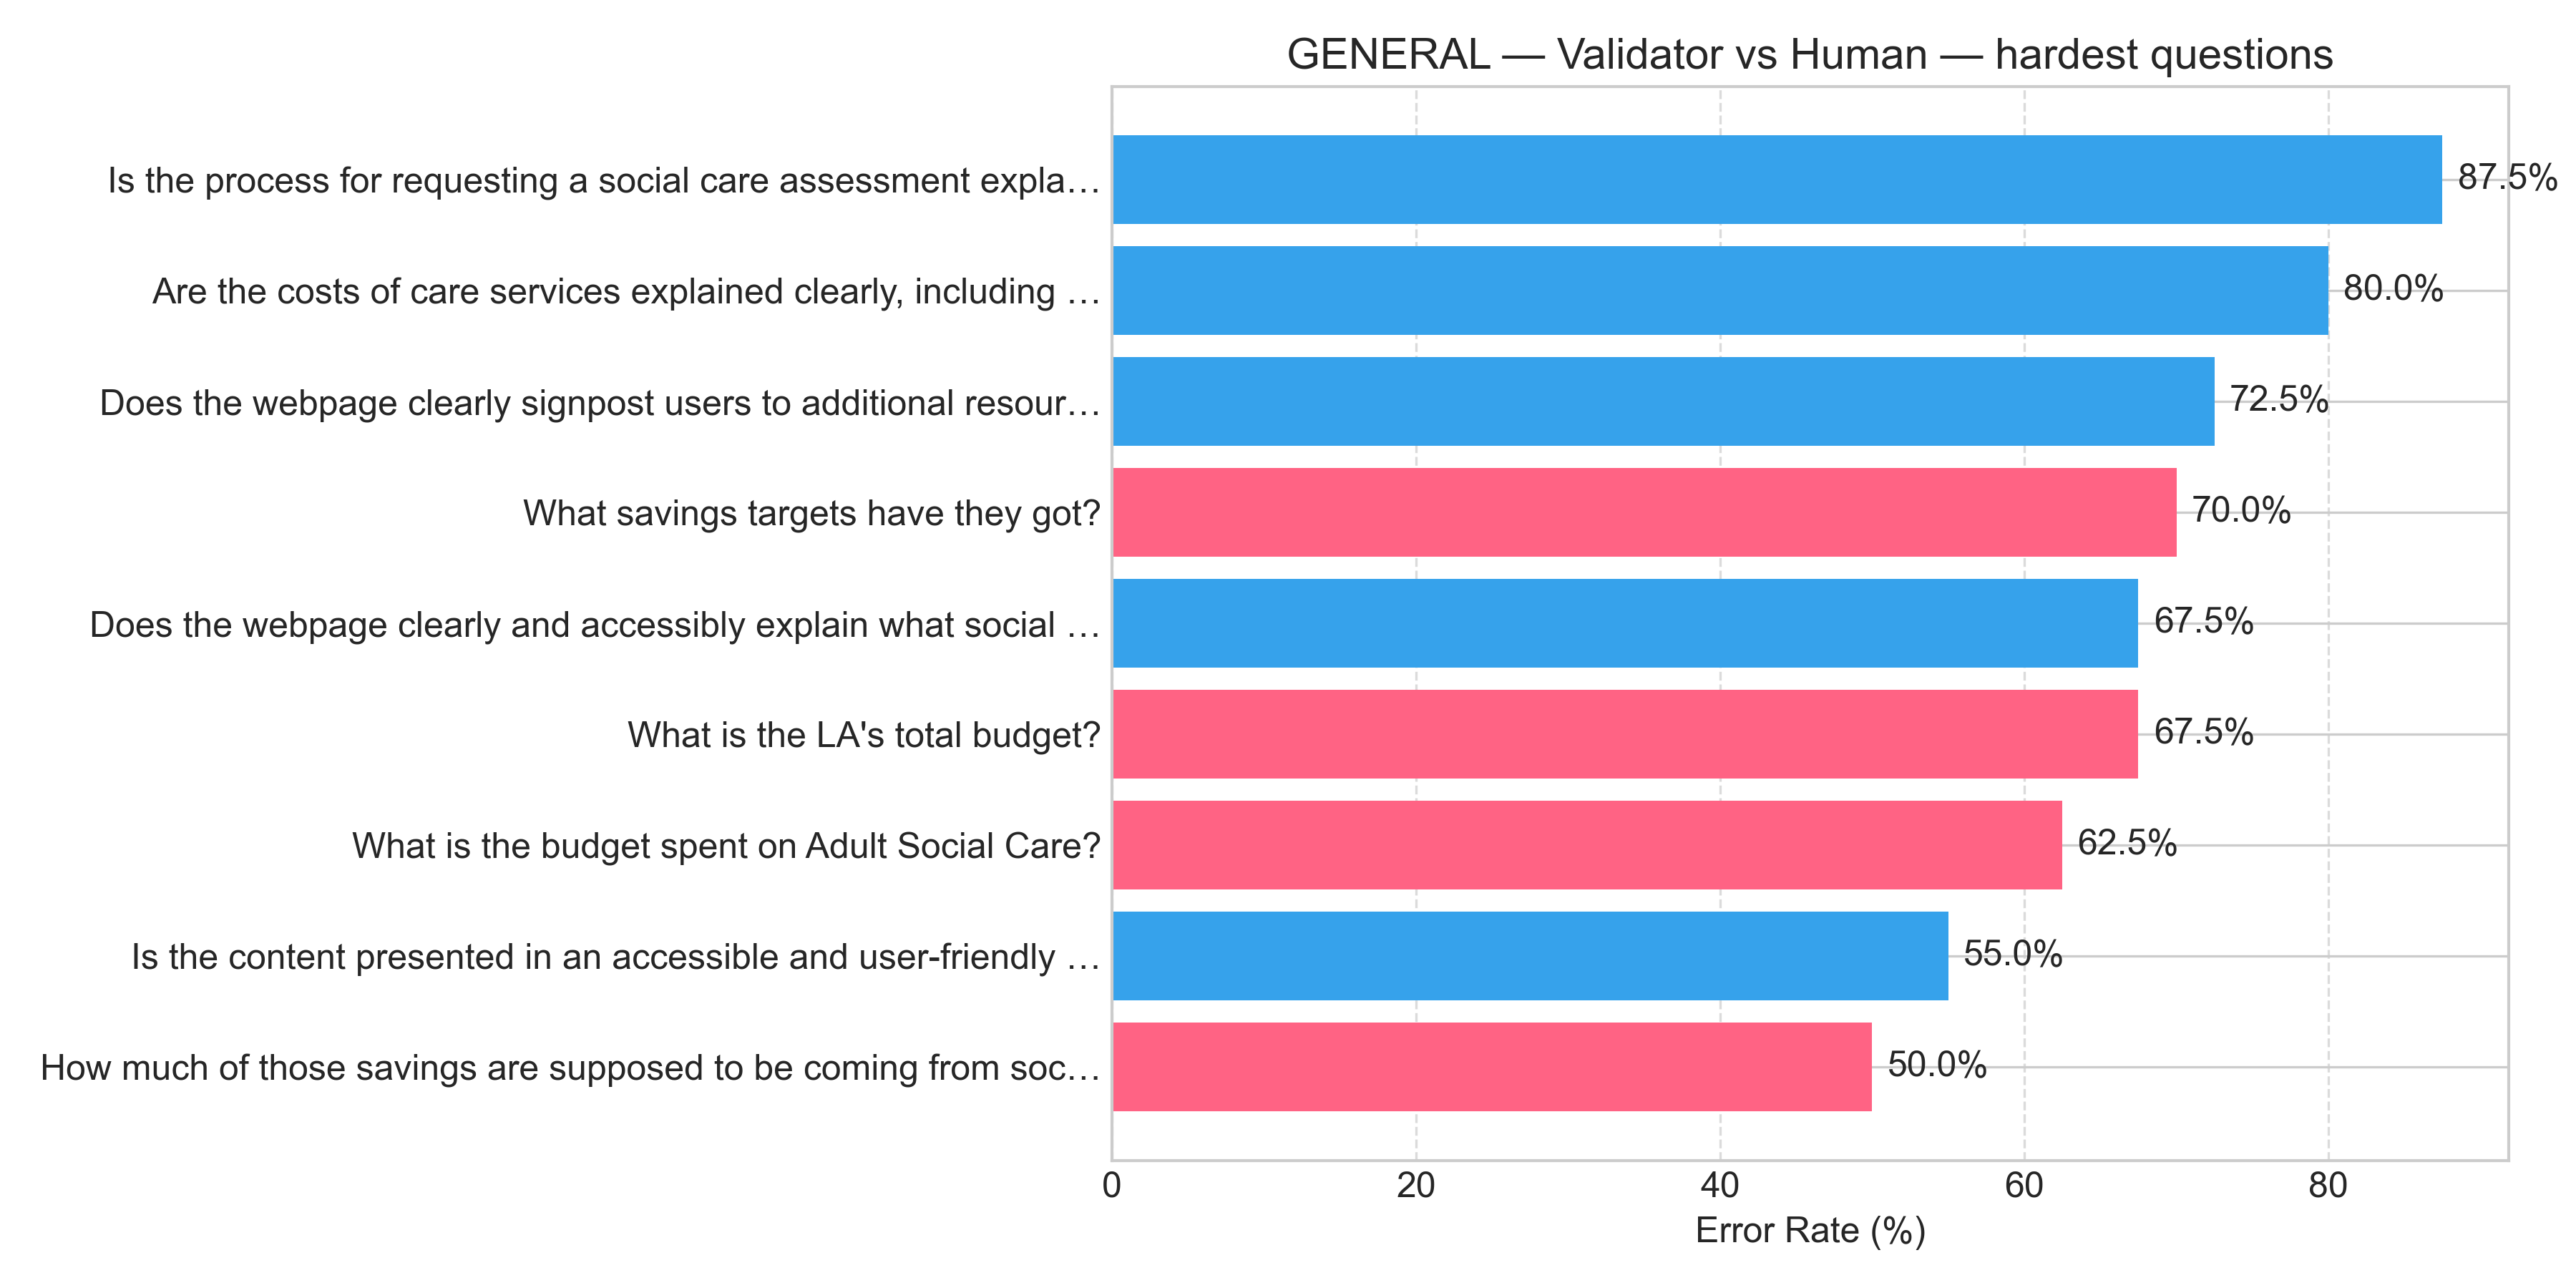 GENERAL — Validator vs Human — hardest questions
Is the process for requesting a social care assessment expla… 87.5%
Are the costs of care services explained clearly, including … 80.0%
Does the webpage clearly signpost users to additional resour… 72.5%
What savings targets have they got? 70.0%
Does the webpage clearly and accessibly explain what social … 67.5%
What is the LA's total budget? 67.5%
What is the budget spent on Adult Social Care? 62.5%
Is the content presented in an accessible and user-friendly … 55.0%
How much of those savings are supposed to be coming from soc… 50.0%
0 20 40 60 80
Error Rate (%)